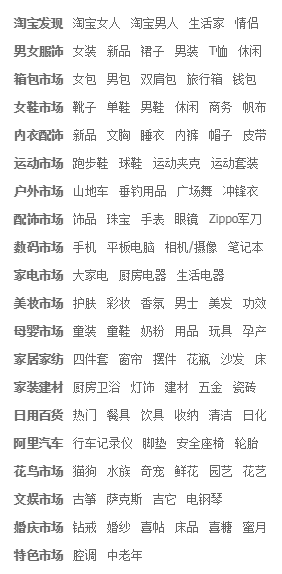 淘宝发现 淘宝女人 淘宝男人 生活家 情侣
男女服饰 女装 新品 裙子 男装 T恤 休闲
箱包市场 女包 男包 双肩包 旅行箱 钱包
女鞋市场 靴子 单鞋 男鞋 休闲 商务 帆布
内衣配饰 新品 文胸 睡衣 内裤 帽子 皮带
运动市场 跑步鞋 球鞋 运动夹克 运动套装
户外市场 山地车 垂钓用品 广场舞 冲锋衣
配饰市场 饰品 珠宝 手表 眼镜 Zippo军刀
数码市场 手机 平板电脑 相机/摄像 笔记本
家电市场 大家电 厨房电器 生活电器
美妆市场 护肤 彩妆 香氛 男士 美发 功效
母婴市场 童装 童鞋 奶粉 用品 玩具 孕产
家居家纺 四件套 窗帘 摆件 花瓶 沙发 床
家装建材 厨房卫浴 灯饰 建材 五金 瓷砖
日用百货 热门 餐具 饮具 收纳 清洁 日化
阿里汽车 行车记录仪 脚垫 安全座椅 轮胎
花鸟市场 猫狗 水族 奇宠 鲜花 园艺 花艺
文娱市场 古筝 萨克斯 吉它 电钢琴
婚庆市场 钻戒 婚纱 喜帖 床品 喜糖 蜜月
特色市场 腔调 中老年